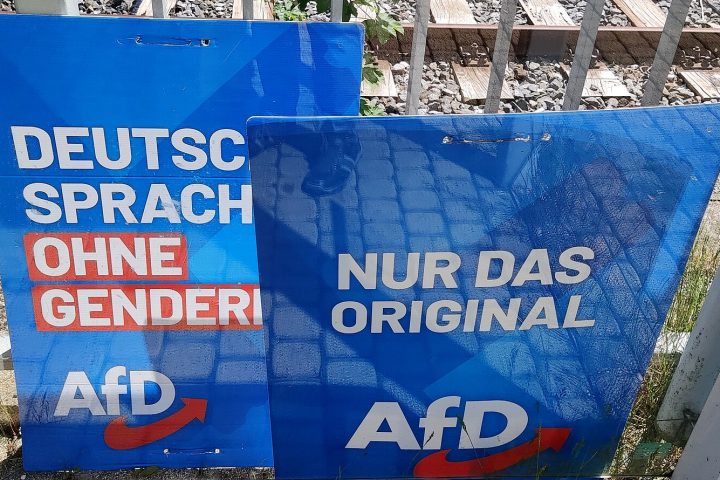 DEUTSC
SPRACH
OHNE
GENDER
AfD
NUR DAS
ORIGINAL
AfD